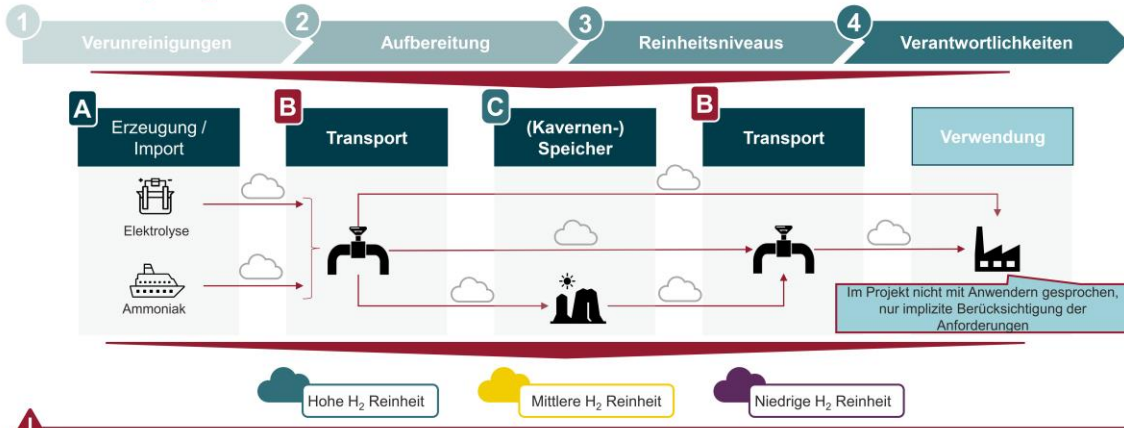 1
Verunreinigungen
2
Aufbereitung
3
Reinheitsniveaus
4
Verantwortlichkeiten
A
Erzeugung /
Import
B
Transport
C
(Kavernen-)
Speicher
B
Transport
Verwendung
Elektrolyse
Ammoniak
Im Projekt nicht mit Anwendern gesprochen,
nur implizite Berücksichtigung der
Anforderungen
Hohe H₂ Reinheit
Mittlere H₂ Reinheit
Niedrige H₂ Reinheit